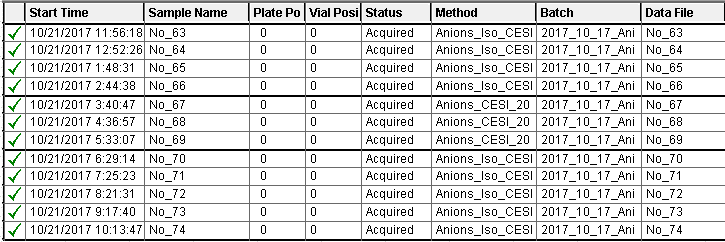 Start Time Sample Name Plate Po Vial Posi Status Method Batch Data File
10/21/2017 11:56:18 No_63 0 0 Acquired Anions_Iso_CESI 2017_10_17_Ani No_63
10/21/2017 12:52:26 No_64 0 0 Acquired Anions_Iso_CESI 2017_10_17_Ani No_64
10/21/2017 1:48:31 No_65 0 0 Acquired Anions_Iso_CESI 2017_10_17_Ani No_65
10/21/2017 2:44:38 No_66 0 0 Acquired Anions_Iso_CESI 2017_10_17_Ani No_66
10/21/2017 3:40:47 No_67 0 0 Acquired Anions_CESI_20 2017_10_17_Ani No_67
10/21/2017 4:36:57 No_68 0 0 Acquired Anions_CESI_20 2017_10_17_Ani No_68
10/21/2017 5:33:07 No_69 0 0 Acquired Anions_CESI_20 2017_10_17_Ani No_69
10/21/2017 6:29:14 No_70 0 0 Acquired Anions_Iso_CESI 2017_10_17_Ani No_70
10/21/2017 7:25:23 No_71 0 0 Acquired Anions_Iso_CESI 2017_10_17_Ani No_71
10/21/2017 8:21:31 No_72 0 0 Acquired Anions_Iso_CESI 2017_10_17_Ani No_72
10/21/2017 9:17:40 No_73 0 0 Acquired Anions_Iso_CESI 2017_10_17_Ani No_73
10/21/2017 10:13:47 No_74 0 0 Acquired Anions_Iso_CESI 2017_10_17_Ani No_74